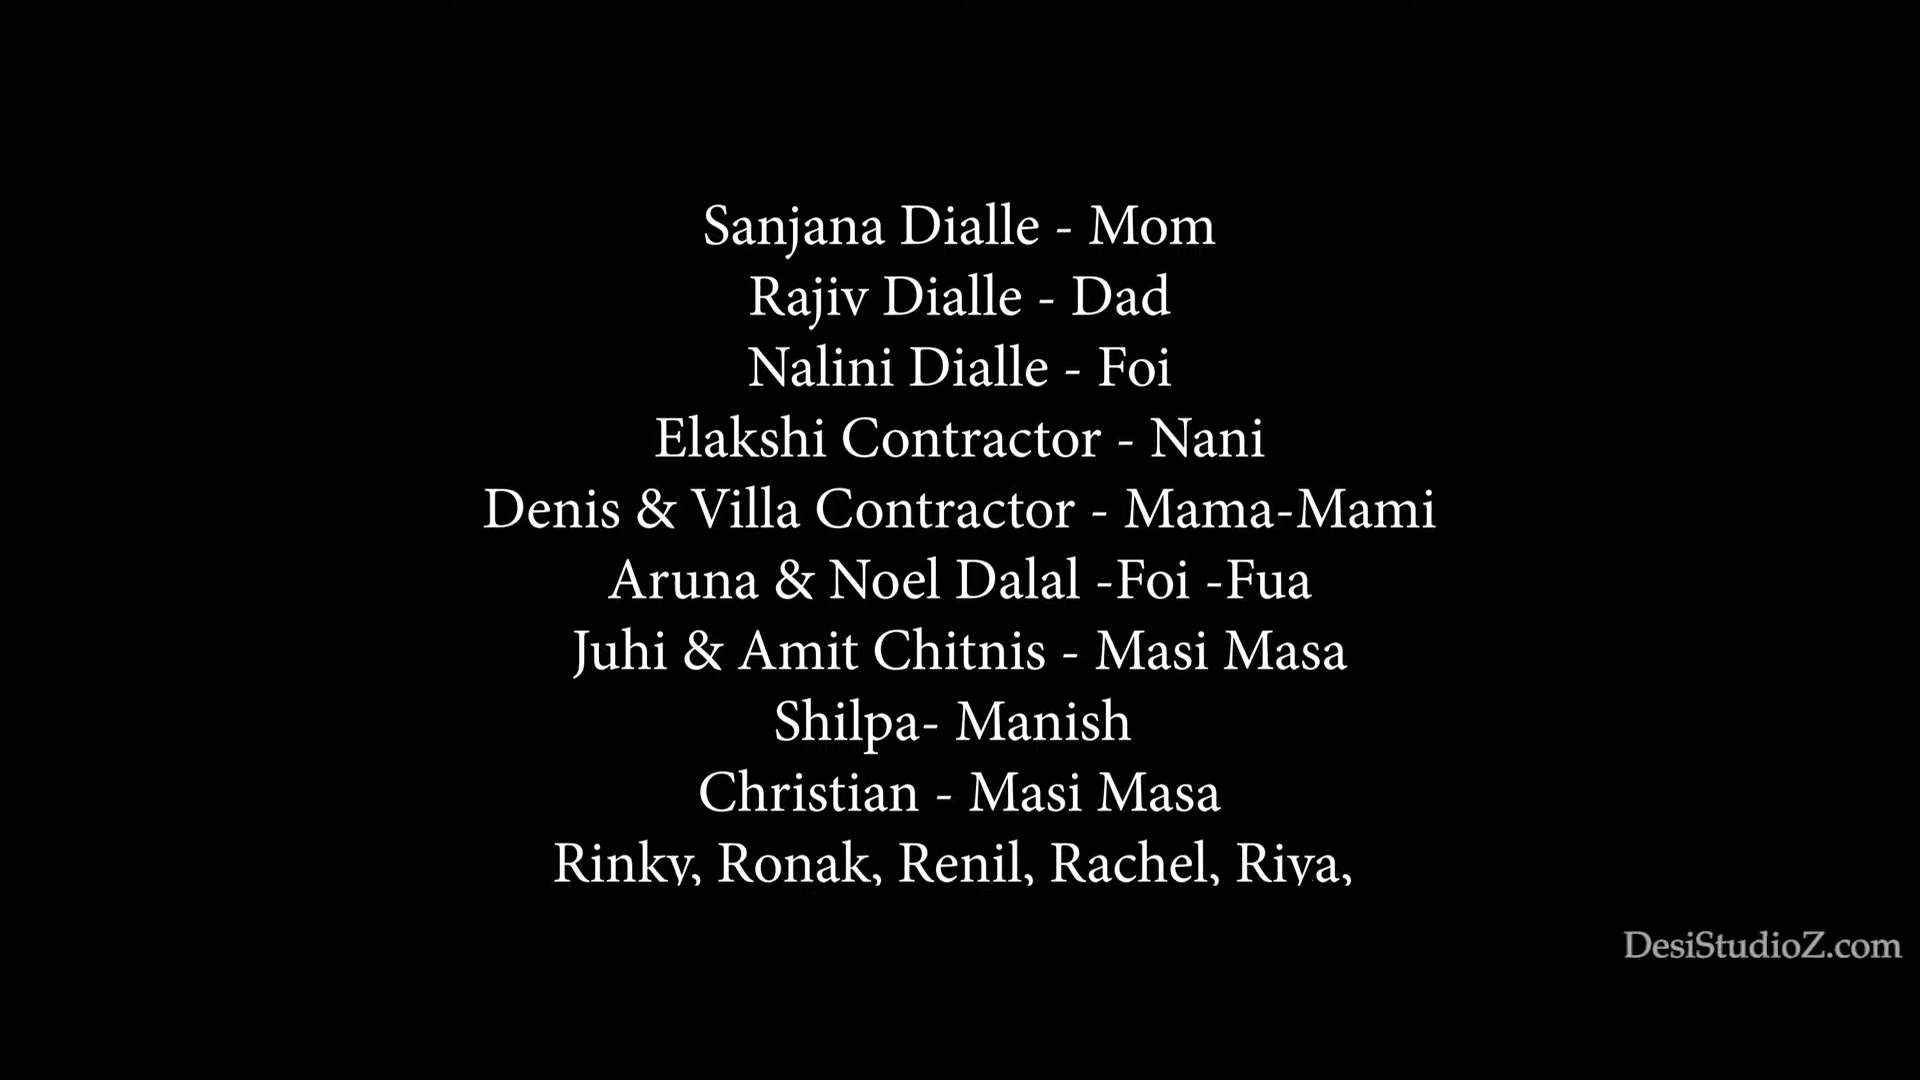 Sanjana Dialle - Mom
Rajiv Dialle - Dad
Nalini Dialle - Foi
Elakshi Contractor - Nani
Denis & Villa Contractor - Mama-Mami
Aruna & Noel Dalal -Foi -Fua
Juhi & Amit Chitnis - Masi Masa
Shilpa- Manish
Christian - Masi Masa
Rinky, Ronak, Renil, Rachel, Riya,
DesiStudioZ.com